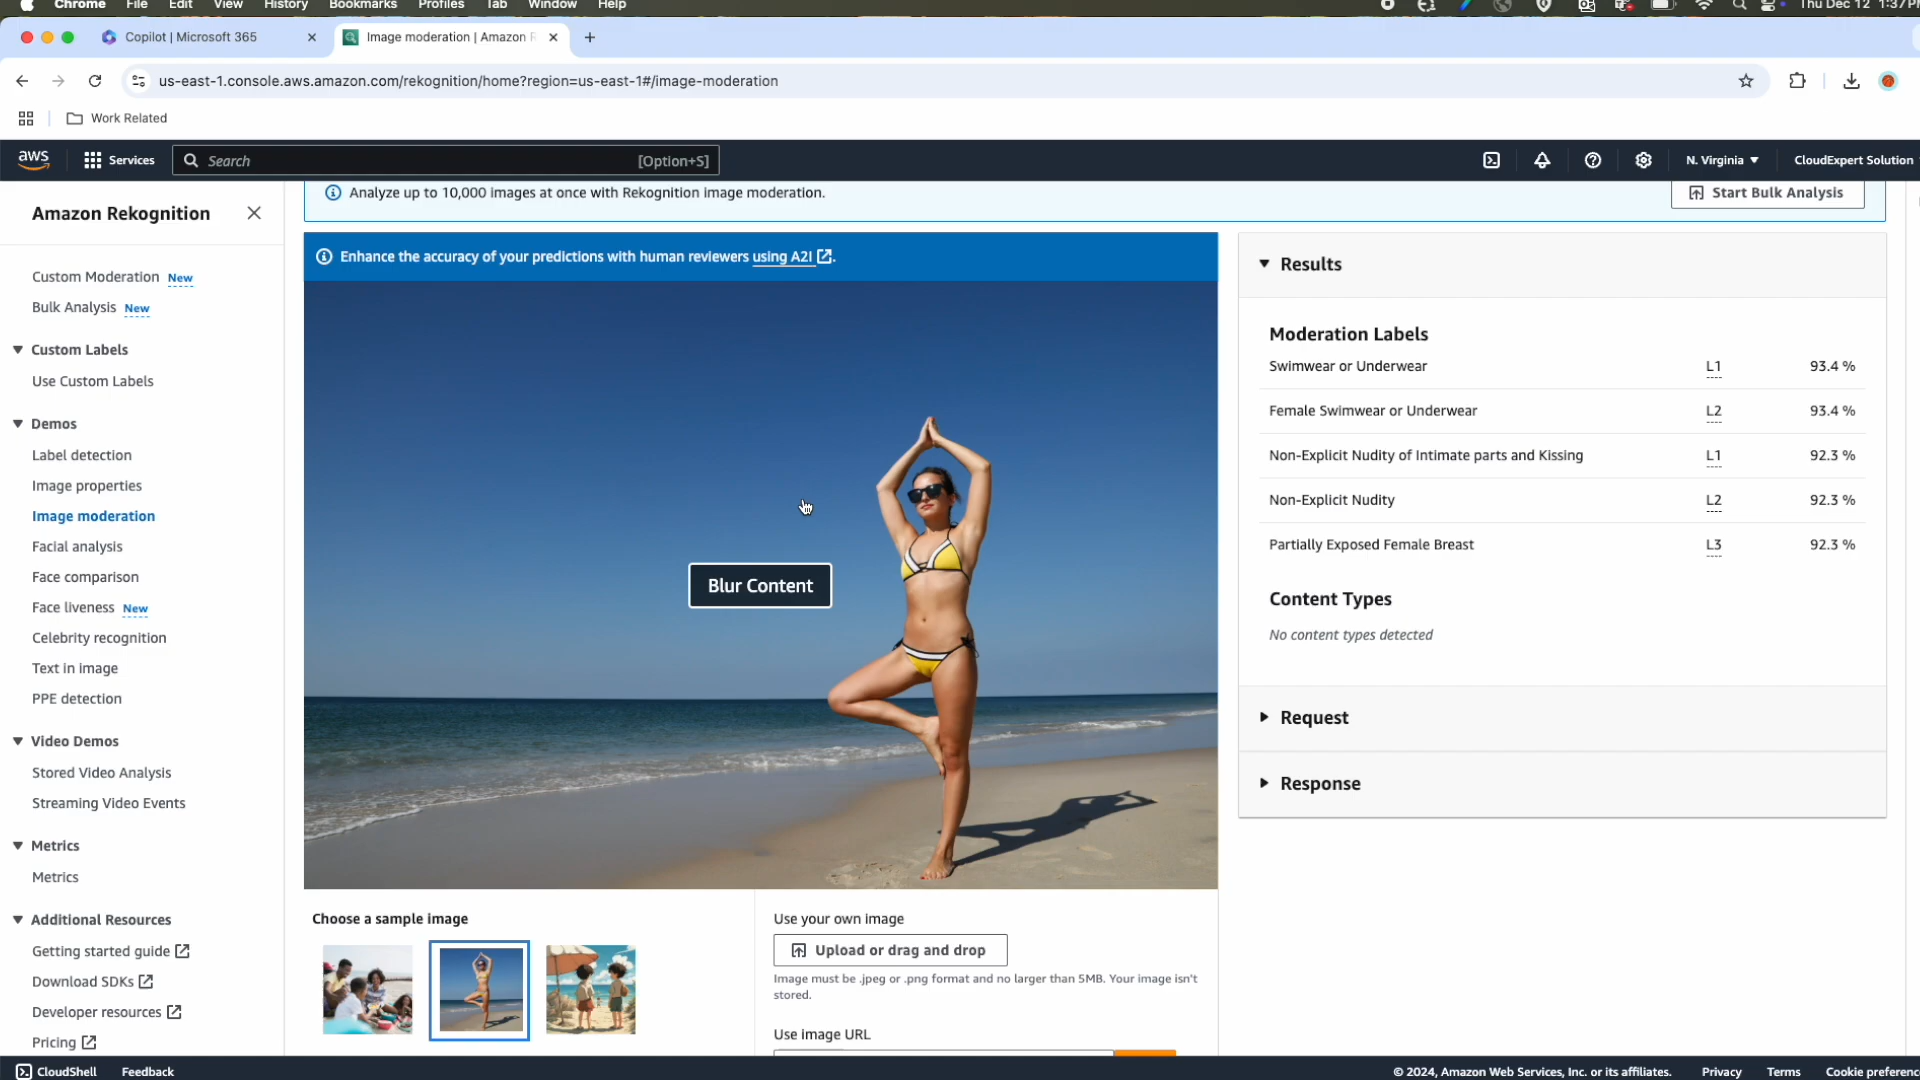 Chrome File Edit View History Bookmarks Profiles Tab Window Help Thu Dec 12 1:37P
Copilot | Microsoft 365 Image moderation | Amazon R
us-east-1.console.aws.amazon.com/rekognition/home?region=us-east-1#/image-moderation
Work Related
aws Services Search [Option+S] N. Virginia CloudExpert Solution
Amazon Rekognition
Custom Moderation New
Bulk Analysis New
Custom Labels
Use Custom Labels
Demos
Label detection
Image properties
Image moderation
Facial analysis
Face comparison
Face liveness New
Celebrity recognition
Text in image
PPE detection
Video Demos
Stored Video Analysis
Streaming Video Events
Metrics
Metrics
Additional Resources
Getting started guide
Download SDKs
Developer resources
Pricing
Analyze up to 10,000 images at once with Rekognition image moderation. Start Bulk Analysis
Enhance the accuracy of your predictions with human reviewers using A2I.
Blur Content
Choose a sample image
Use your own image
Upload or drag and drop
Image must be .jpeg or .png format and no larger than 5MB. Your image isn't
stored.
Use image URL
Results
Moderation Labels
Swimwear or Underwear L1 93.4 %
Female Swimwear or Underwear L2 93.4 %
Non-Explicit Nudity of Intimate parts and Kissing L1 92.3 %
Non-Explicit Nudity L2 92.3 %
Partially Exposed Female Breast L3 92.3 %
Content Types
No content types detected
Request
Response
CloudShell Feedback © 2024, Amazon Web Services, Inc. or its affiliates. Privacy Terms Cookie preferenc